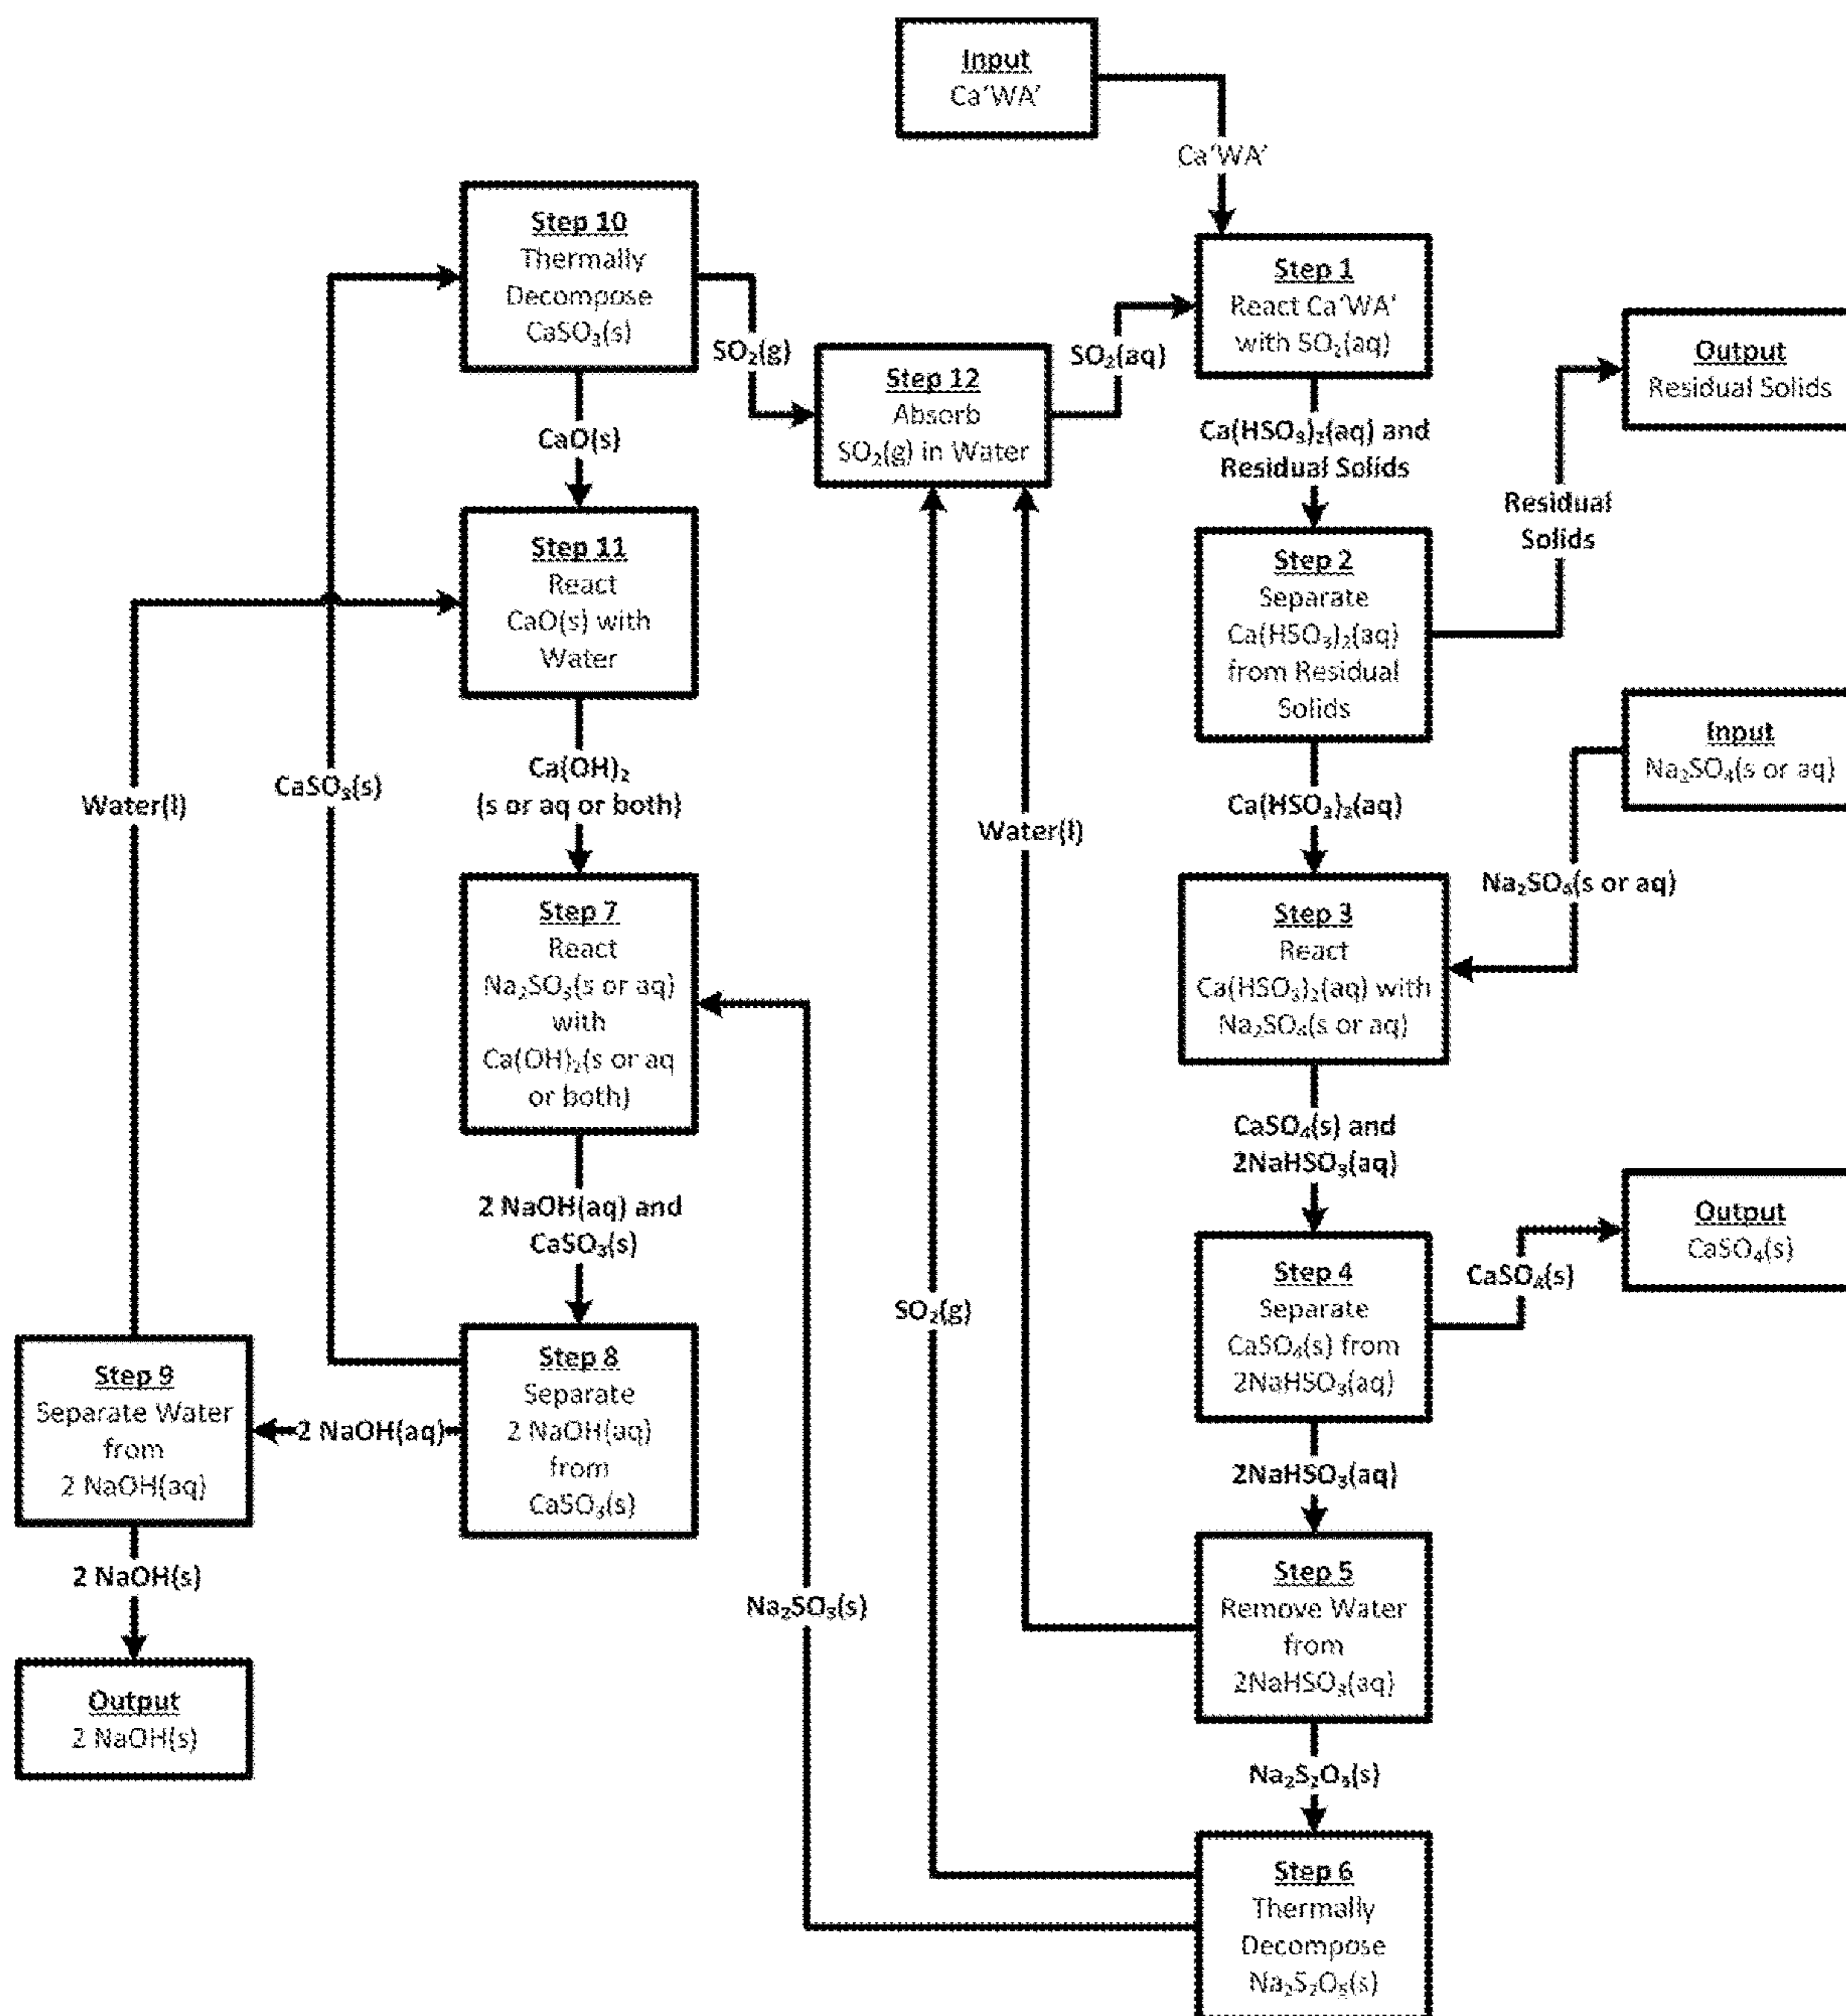 Input
Ca'WA'
Ca'WA'
Step 10
Thermally
Decompose
CaSO₃(s)
SO₂(g)
Step 12
Absorb
SO₂(g) in Water
SO₂(aq)
Step 1
React Ca'WA'
with SO₂(aq)
Output
Residual Solids
CaO(s)
Ca(HSO₃)₂(aq) and
Residual Solids
Residual
Solids
Step 11
React
CaO(s) with
Water
Step 2
Separate
Ca(HSO₃)₂(aq)
from Residual
Solids
Input
Na₂SO₄(s or aq)
Water(l)
CaSO₃(s)
Ca(OH)₂
(s or aq or both)
Water(l)
Ca(HSO₃)₂(aq)
Na₂SO₄(s or aq)
Step 7
React
Na₂SO₃(s or aq)
with
Ca(OH)₂(s or aq
or both)
Step 3
React
Ca(HSO₃)₂(aq) with
Na₂SO₄(s or aq)
CaSO₄(s) and
2NaHSO₃(aq)
2 NaOH(aq) and
CaSO₃(s)
Output
CaSO₄(s)
CaSO₄(s)
SO₂(g)
Step 4
Separate
CaSO₄(s) from
2NaHSO₃(aq)
Step 9
Separate Water
from
2 NaOH(aq)
2 NaOH(aq)
Step 8
Separate
2 NaOH(aq)
from
CaSO₃(s)
2NaHSO₃(aq)
2 NaOH(s)
Na₂SO₃(s)
Step 5
Remove Water
from
2NaHSO₃(aq)
Output
2 NaOH(s)
Na₂S₂O₅(s)
Step 6
Thermally
Decompose
Na₂S₂O₅(s)